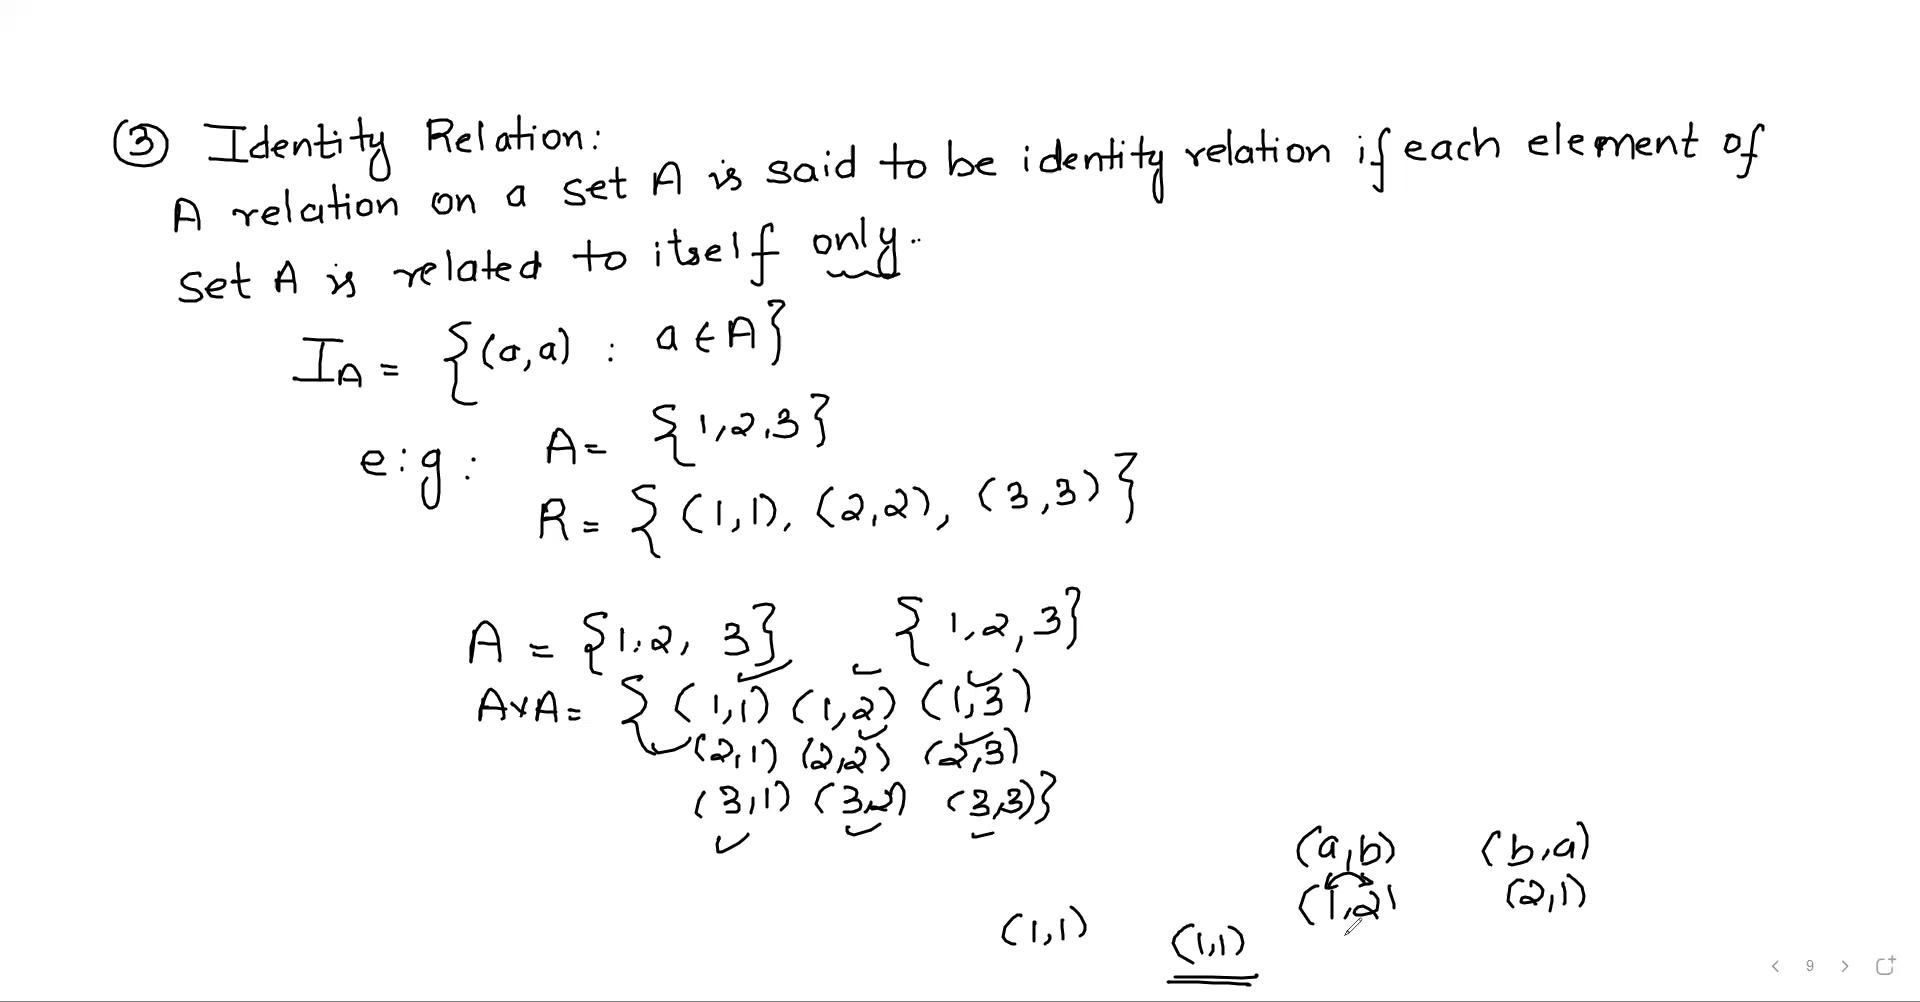 ③ Identity Relation:
A relation on a set A is said to be identity relation if each element of
set A is related to itself only.
I_A = {(a,a) : a ∈ A}
e:g: A = {1,2,3}
R = {(1,1), (2,2), (3,3)}
A = {1,2, 3} {1,2,3}
A×A = {(1,1) (1,2) (1,3)
(2,1) (2,2) (2,3)
(3,1) (3,2) (3,3)}
(a,b) (b,a)
(1,2) (2,1)
(1,1) (1,1)
9